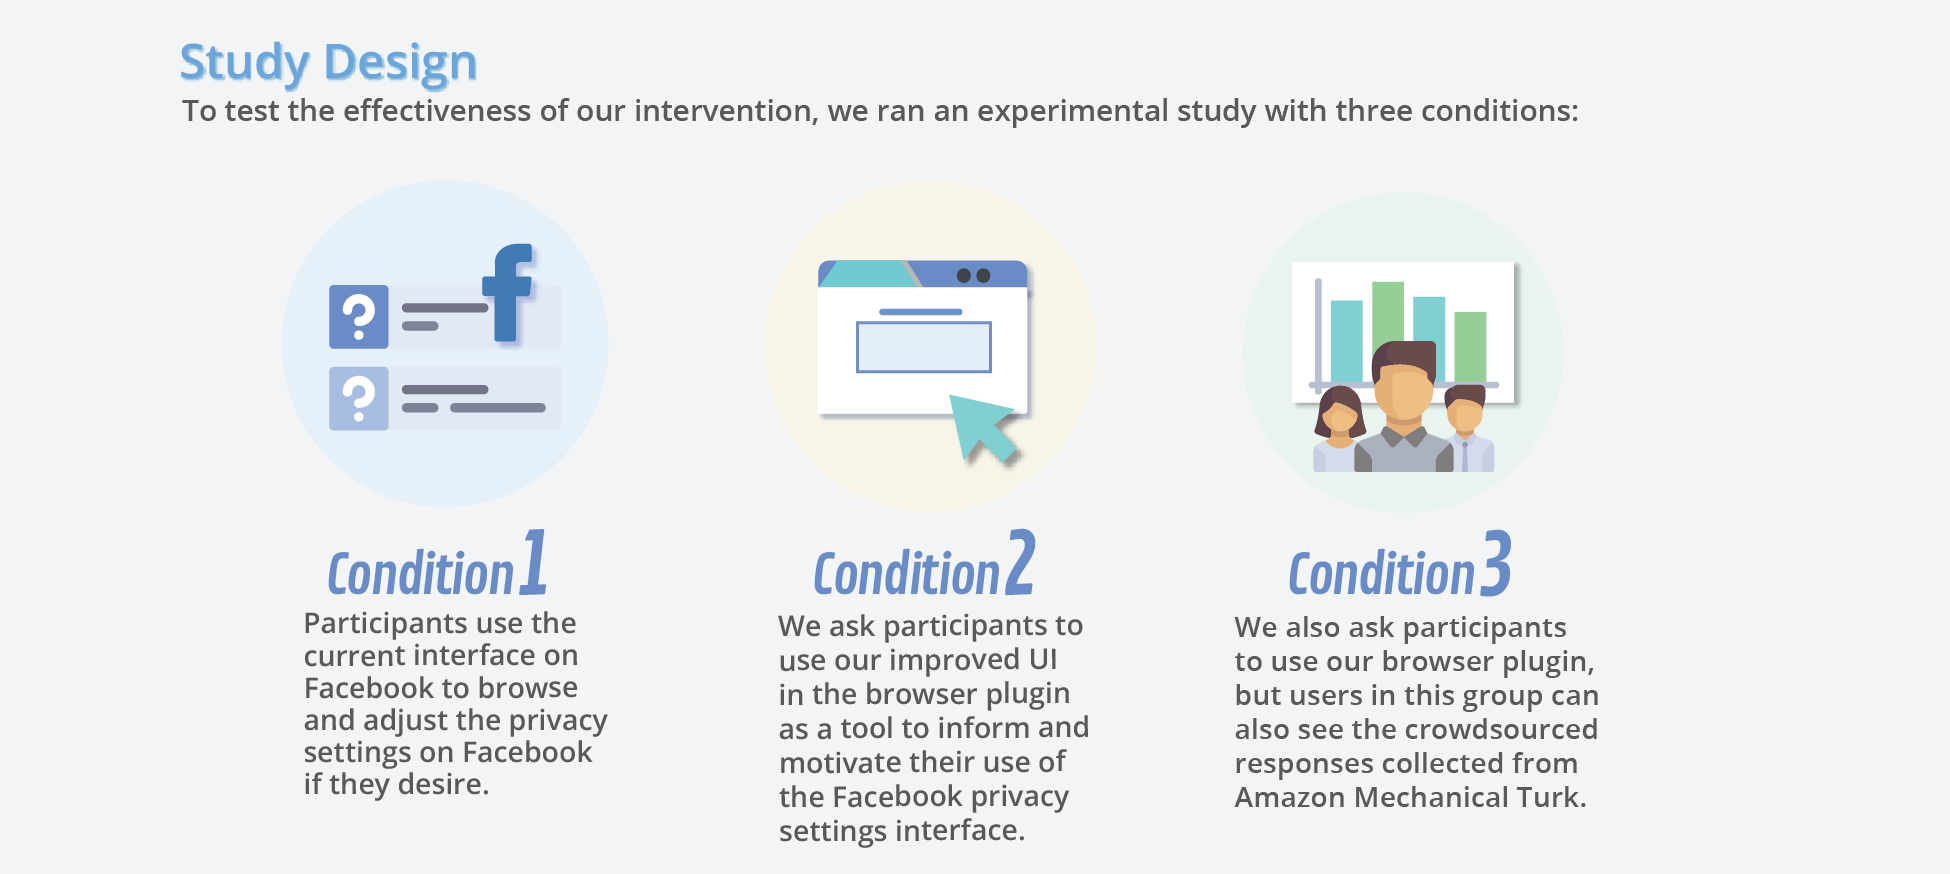 Study Design
To test the effectiveness of our intervention, we ran an experimental study with three conditions:
Condition 1
Participants use the
current interface on
Facebook to browse
and adjust the privacy
settings on Facebook
if they desire.
Condition 2
We ask participants to
use our improved UI
in the browser plugin
as a tool to inform and
motivate their use of
the Facebook privacy
settings interface.
Condition 3
We also ask participants
to use our browser plugin,
but users in this group can
also see the crowdsourced
responses collected from
Amazon Mechanical Turk.